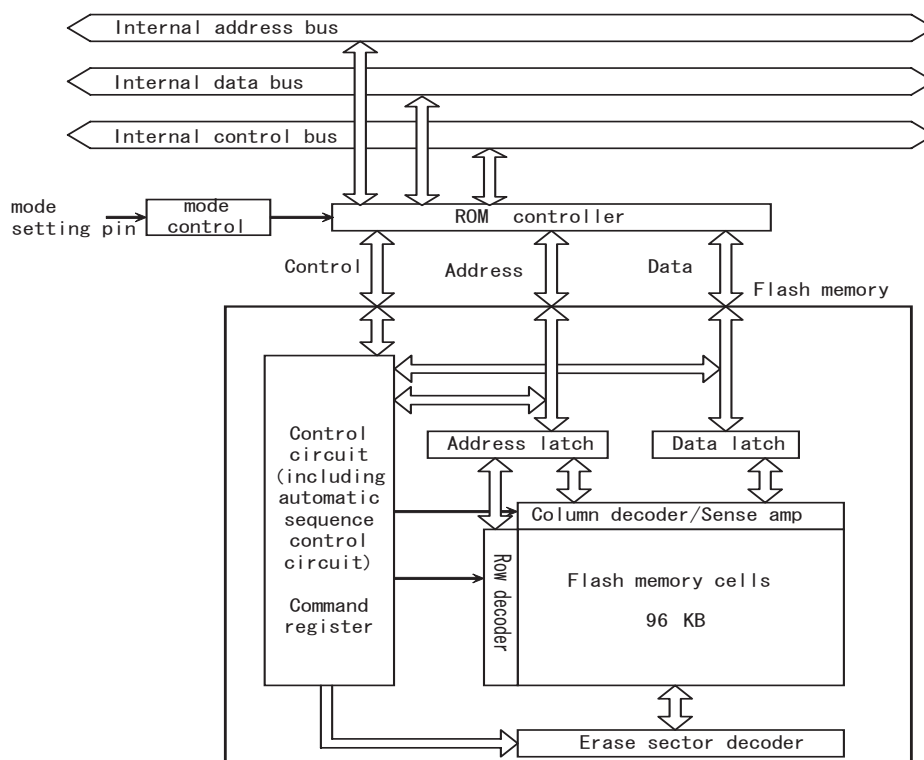 Internal address bus
Internal data bus
Internal control bus
mode
setting pin
mode
control
ROM controller
Control
Address
Data
Flash memory
Control
circuit
(including
automatic
sequence
control
circuit)
Command
register
Address latch
Data latch
Column decoder/Sense amp
Row decoder
Flash memory cells
96 KB
Erase sector decoder